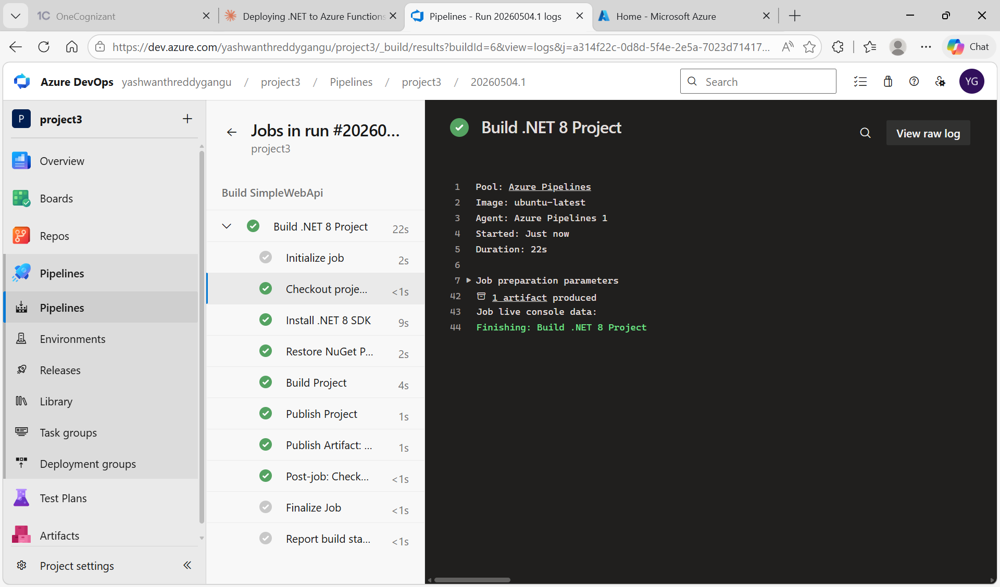 OneCognizant
Deploying .NET to Azure Functions
Pipelines - Run 20260504.1 logs
Home - Microsoft Azure
https://dev.azure.com/yashwanthreddygangu/project3/_build/results?buildId=6&view=logs&j=a314f22c-0d8d-5f4e-2e5a-7023d71417...
Chat
Azure DevOps yashwanthreddygangu / project3 / Pipelines / project3 / 20260504.1
Search
YG
P project3
Overview
Boards
Repos
Pipelines
Pipelines
Environments
Releases
Library
Task groups
Deployment groups
Test Plans
Artifacts
Project settings
Jobs in run #20260...
project3
Build SimpleWebApi
Build .NET 8 Project 22s
Initialize job 2s
Checkout proje... <1s
Install .NET 8 SDK 9s
Restore NuGet P... 2s
Build Project 4s
Publish Project 1s
Publish Artifact: ... 1s
Post-job: Check... <1s
Finalize Job <1s
Report build sta... <1s
Build .NET 8 Project
View raw log
1 Pool: Azure Pipelines
2 Image: ubuntu-latest
3 Agent: Azure Pipelines 1
4 Started: Just now
5 Duration: 22s
6
7 Job preparation parameters
42 1 artifact produced
43 Job live console data:
44 Finishing: Build .NET 8 Project